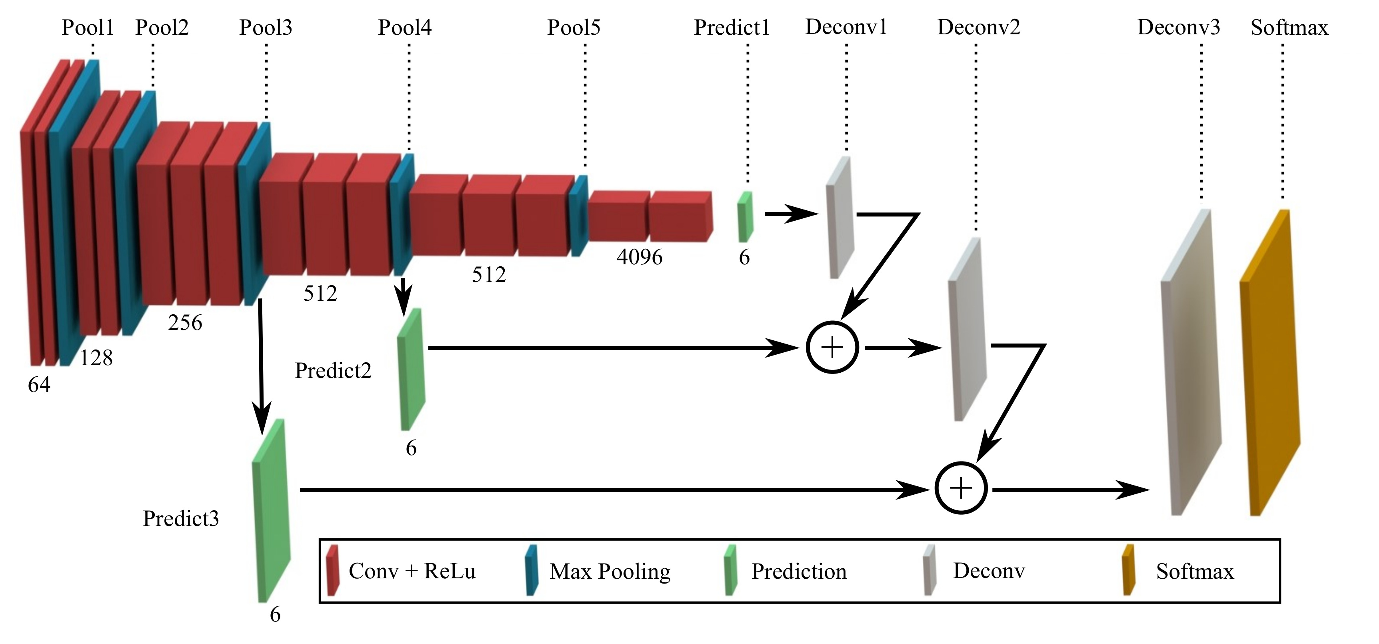 Pool1 Pool2 Pool3 Pool4 Pool5 Predict1 Deconv1 Deconv2 Deconv3 Softmax
4096
6
512
512
256
128
Predict2
64
6
Predict3
6
Conv + ReLu Max Pooling Prediction Deconv Softmax